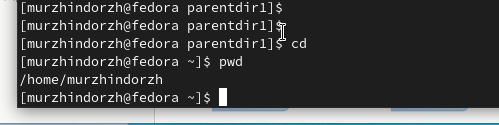 [murzhindorzh@fedora parentdir1]$
[murzhindorzh@fedora parentdir1]$
[murzhindorzh@fedora parentdir1]$ cd
[murzhindorzh@fedora ~]$ pwd
/home/murzhindorzh
[murzhindorzh@fedora ~]$